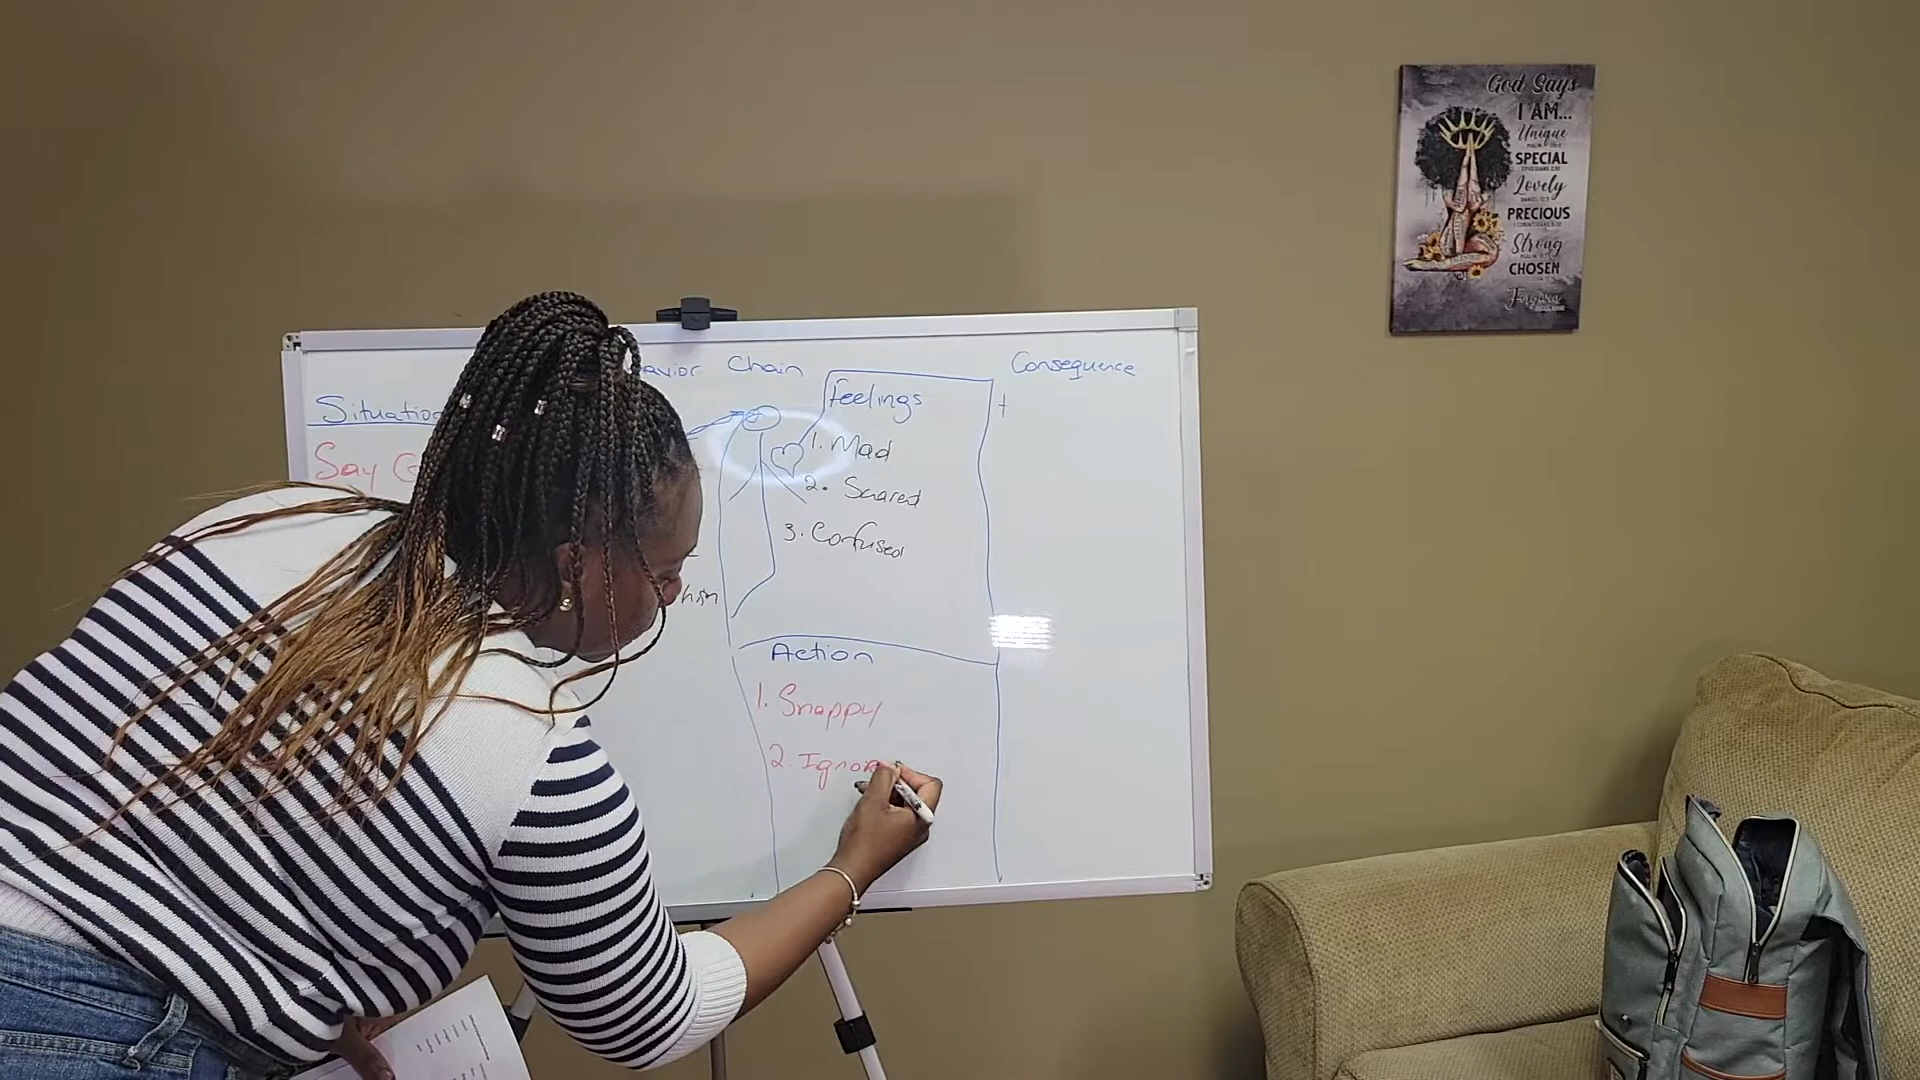 avior Chain
Consequence
Situation
Feelings
+
Say G
1. Mad
2. Scared
3. Confused
Action
1. Snappy
2. Ignore
God Says
I AM...
Unique
SPECIAL
Lovely
PRECIOUS
Strong
CHOSEN
Forgiven